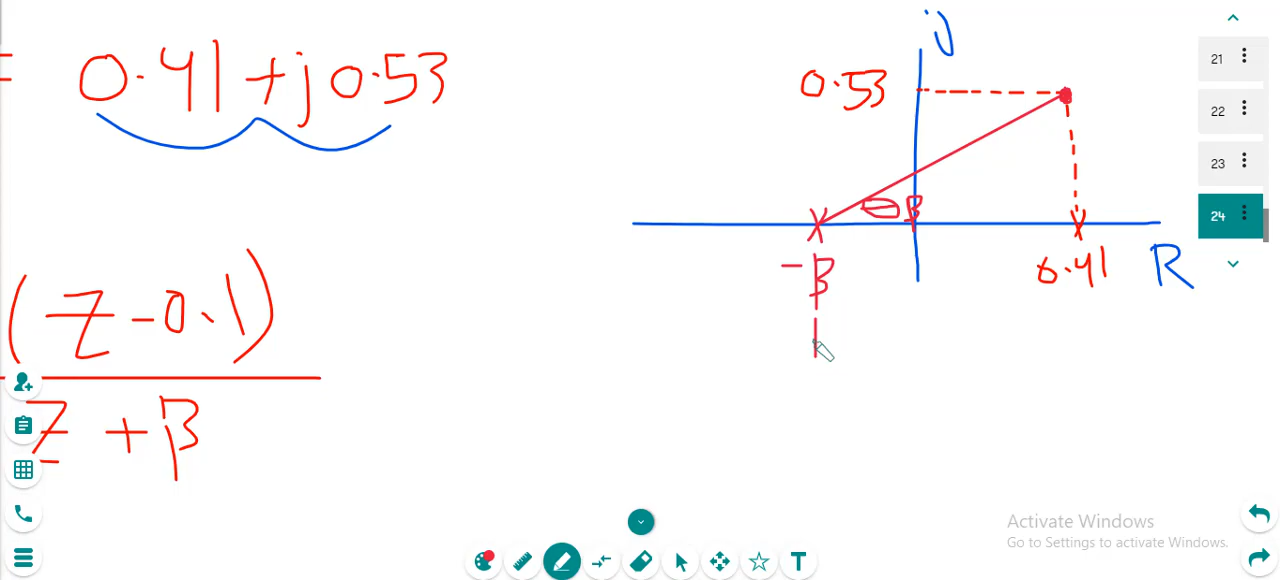 = 0.41 + j 0.53
(Z - 0.1)
Z + β
j
0.53
θβ
-β
0.41
R
21
22
23
24
T
Activate Windows
Go to Settings to activate Windows.